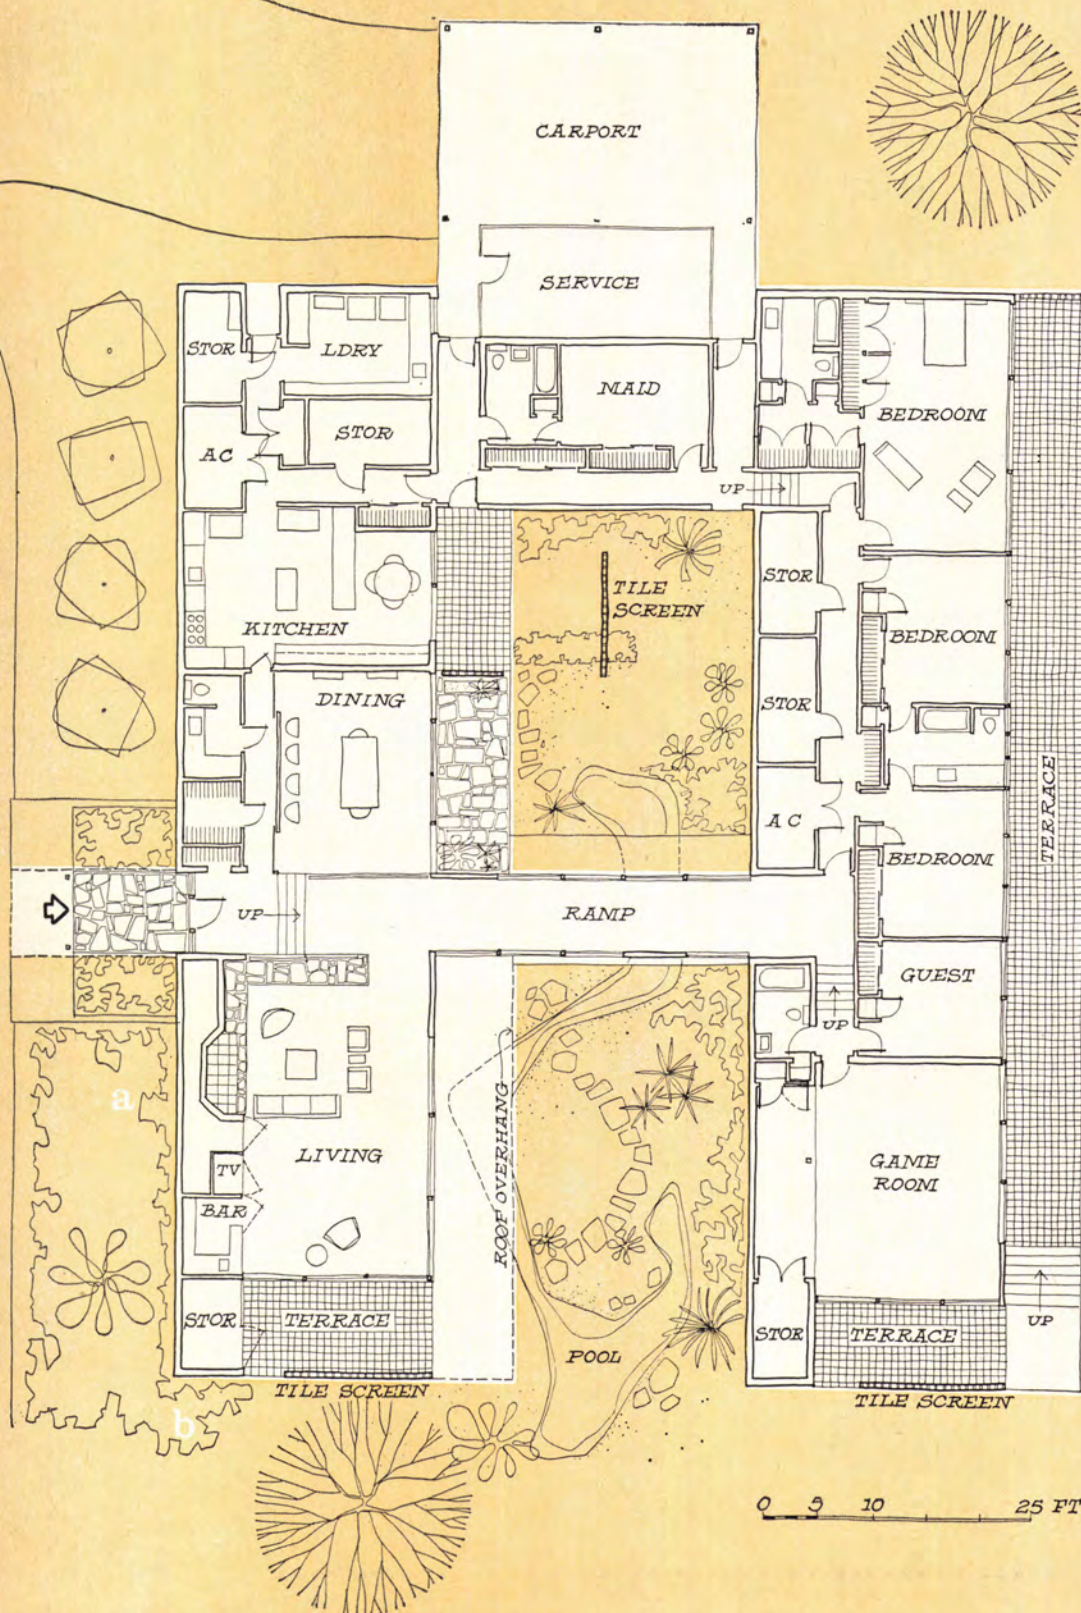 CARPORT
SERVICE
STOR
LDRY
MAID
BEDROOM
AC
STOR
UP
STOR
TILE
SCREEN
KITCHEN
BEDROOM
DINING
STOR
TERRACE
AC
BEDROOM
UP
RAMP
GUEST
UP
a
ROOF OVERHANG
LIVING
TV
GAME
ROOM
BAR
STOR
TERRACE
POOL
STOR
TERRACE
UP
TILE SCREEN
TILE SCREEN
b
0 5 10 25 FT